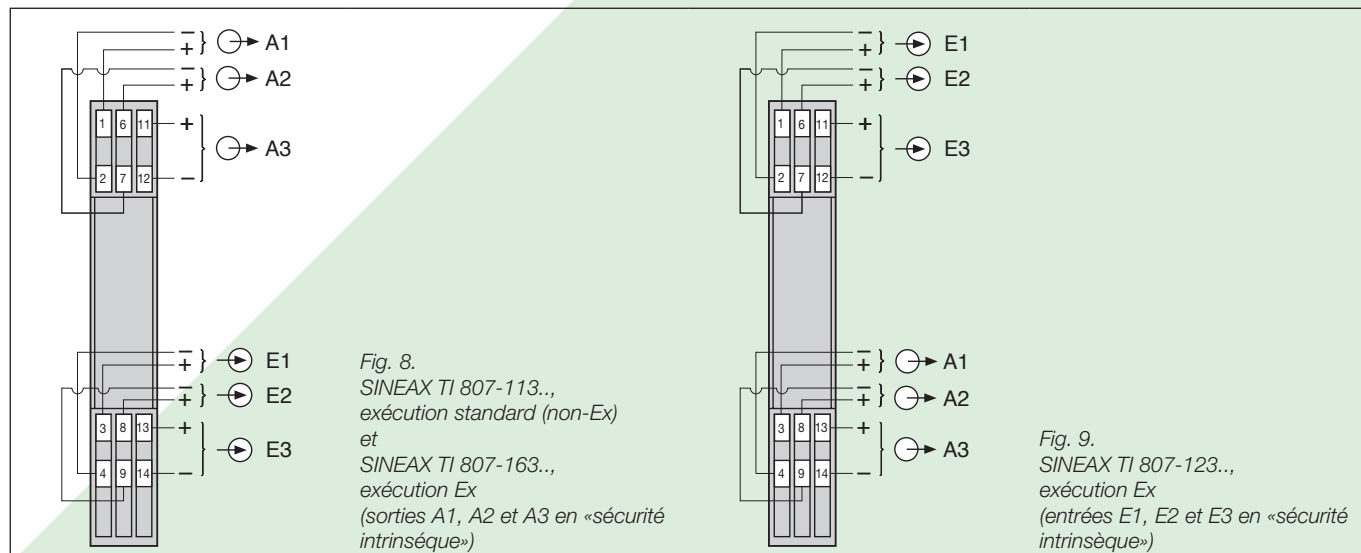 − } A1
+
− } A2
+
1 6 11 +
} A3
2 7 12 −
− } E1
+
− } E2
+
3 8 13 +
} E3
4 9 14 −
Fig. 8.
SINEAX TI 807-113..,
exécution standard (non-Ex)
et
SINEAX TI 807-163..,
exécution Ex
(sorties A1, A2 et A3 en «sécurité
intrinséque»)
− } E1
+
− } E2
+
1 6 11 +
} E3
2 7 12 −
− } A1
+
− } A2
+
3 8 13 +
} A3
4 9 14 −
Fig. 9.
SINEAX TI 807-123..,
exécution Ex
(entrées E1, E2 et E3 en «sécurité
intrinsèque»)